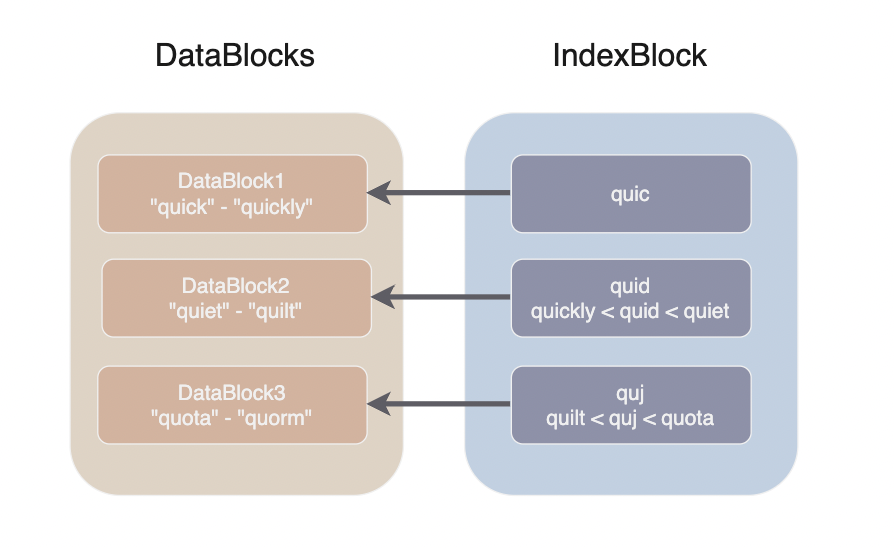 DataBlocks
IndexBlock
DataBlock1
"quick" - "quickly"
quic
DataBlock2
"quiet" - "quilt"
quid
quickly < quid < quiet
DataBlock3
"quota" - "quorm"
quj
quilt < quj < quota